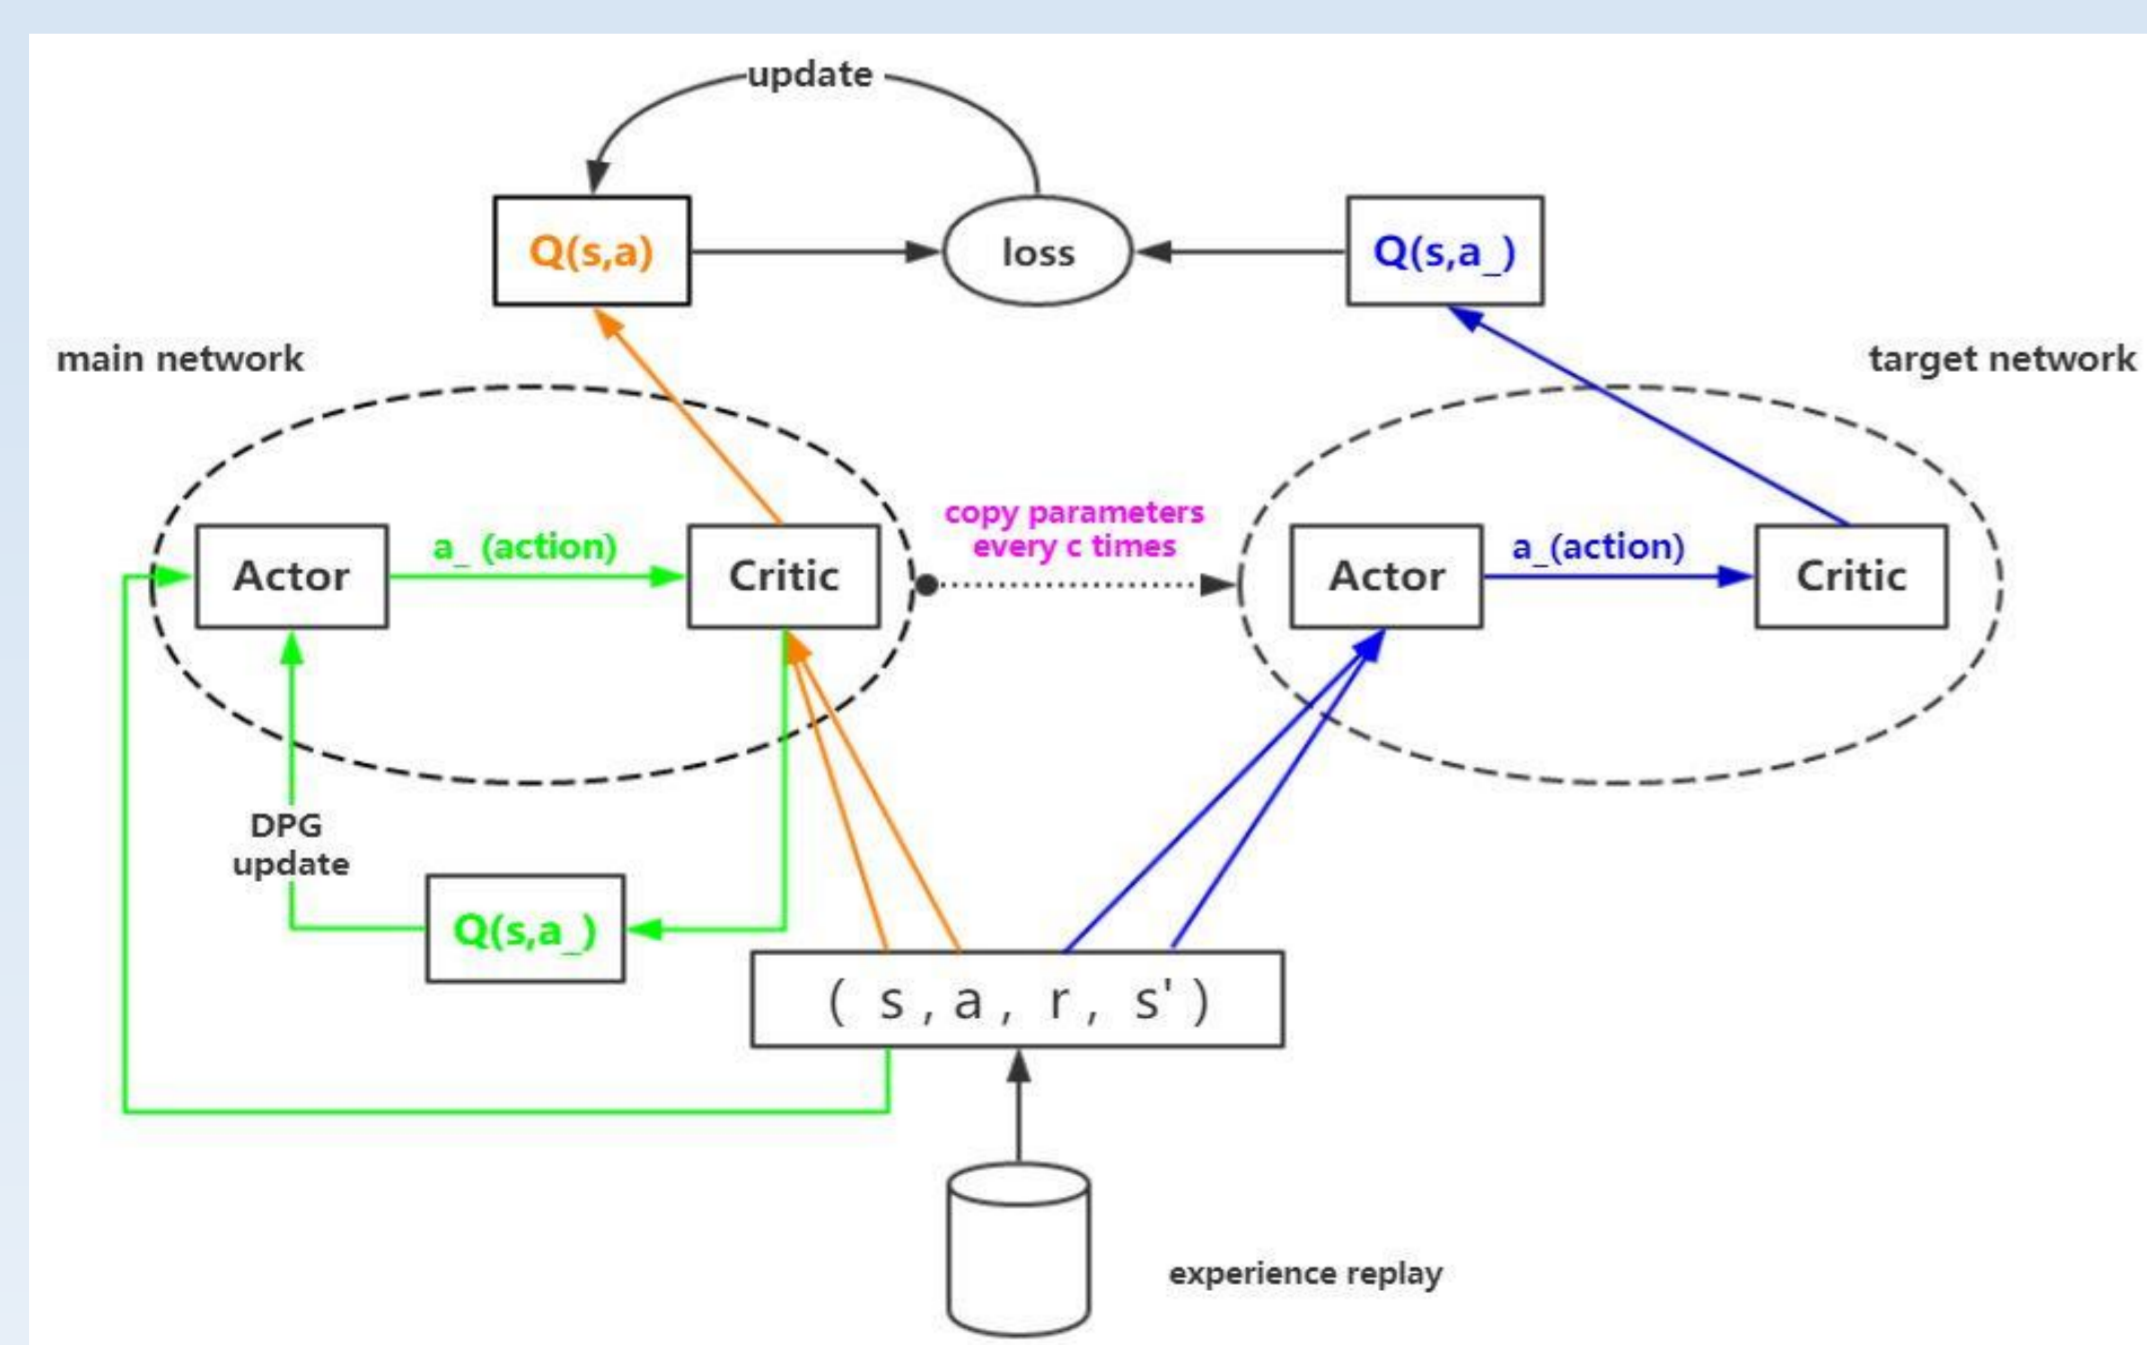 update
Q(s,a)
loss
Q(s,a_)
main network
target network
copy parameters
every c times
Actor
a_ (action)
Critic
Actor
a_(action)
Critic
DPG
update
Q(s,a_)
( s , a , r , s' )
experience replay